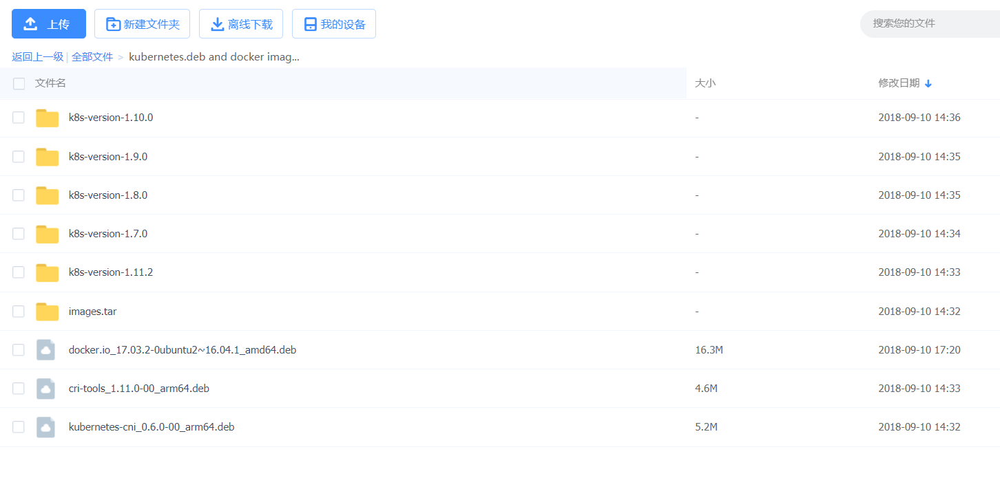 上传 新建文件夹 离线下载 我的设备 搜索您的文件
返回上一级 | 全部文件 > kubernetes.deb and docker imag...
文件名 大小 修改日期
k8s-version-1.10.0 - 2018-09-10 14:36
k8s-version-1.9.0 - 2018-09-10 14:35
k8s-version-1.8.0 - 2018-09-10 14:35
k8s-version-1.7.0 - 2018-09-10 14:34
k8s-version-1.11.2 - 2018-09-10 14:33
images.tar - 2018-09-10 14:32
docker.io_17.03.2-0ubuntu2~16.04.1_amd64.deb 16.3M 2018-09-10 17:20
cri-tools_1.11.0-00_arm64.deb 4.6M 2018-09-10 14:33
kubernetes-cni_0.6.0-00_arm64.deb 5.2M 2018-09-10 14:32